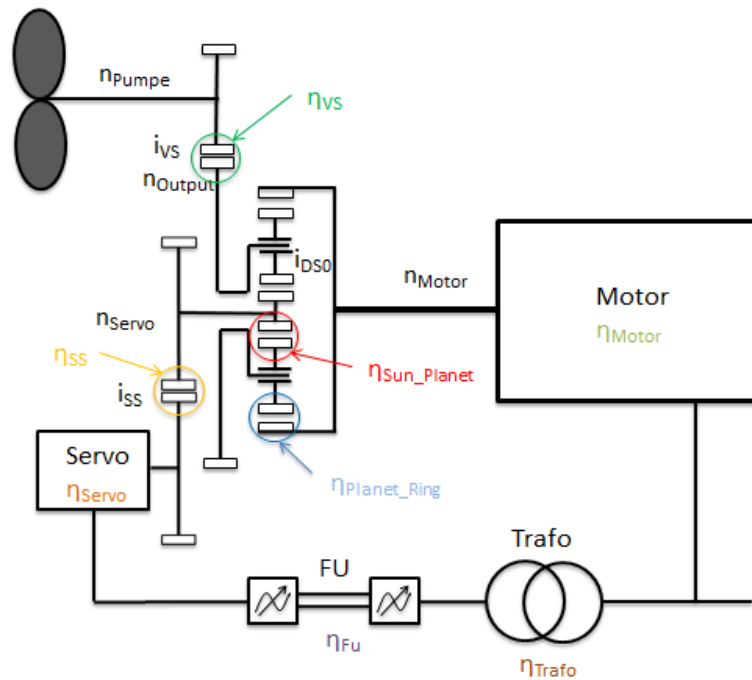 nPumpe
ηVS
iVS
nOutput
iDS0
nMotor
Motor
ηMotor
nServo
ηSS
ηSun_Planet
iSS
Servo
ηServo
ηPlanet_Ring
Trafo
FU
ηFu
ηTrafo